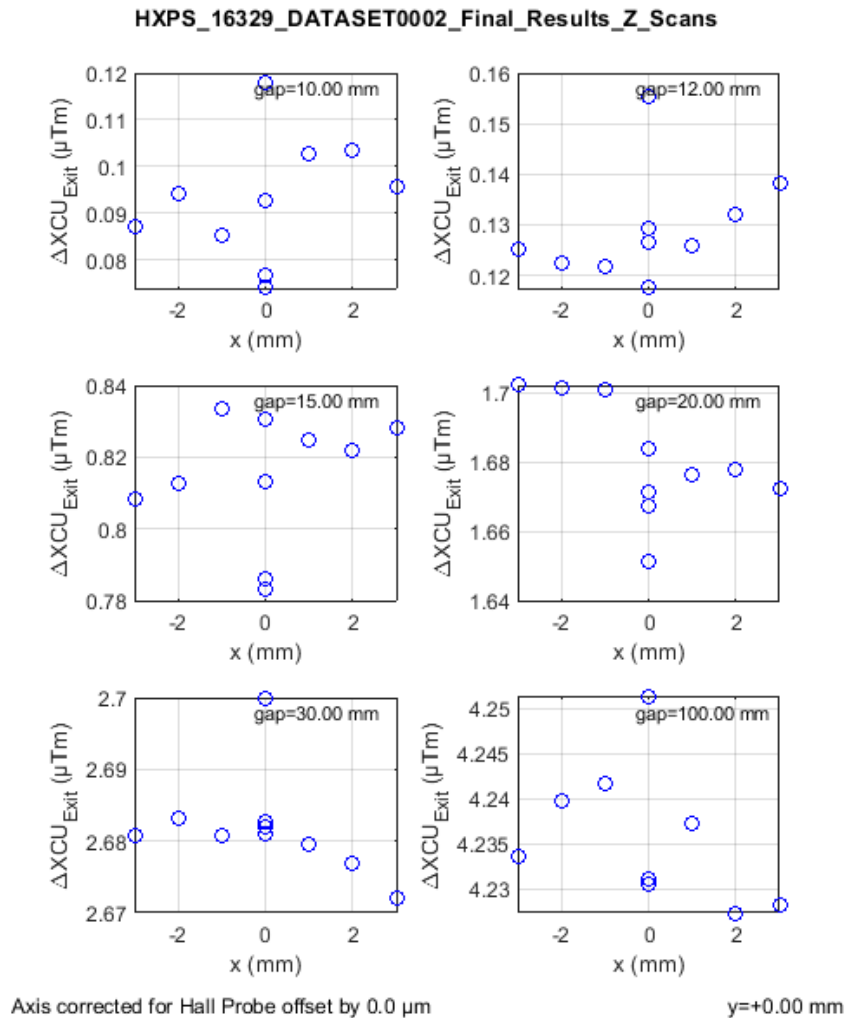 HXPS_16329_DATASET0002_Final_Results_Z_Scans
gap=10.00 mm
0.12
0.11
0.1
0.09
0.08
ΔXCU_Exit (µTm)
-2 0 2
x (mm)
gap=12.00 mm
0.16
0.15
0.14
0.13
0.12
ΔXCU_Exit (µTm)
-2 0 2
x (mm)
gap=15.00 mm
0.84
0.82
0.8
0.78
ΔXCU_Exit (µTm)
-2 0 2
x (mm)
gap=20.00 mm
1.7
1.68
1.66
1.64
ΔXCU_Exit (µTm)
-2 0 2
x (mm)
gap=30.00 mm
2.7
2.69
2.68
2.67
ΔXCU_Exit (µTm)
-2 0 2
x (mm)
gap=100.00 mm
4.25
4.245
4.24
4.235
4.23
ΔXCU_Exit (µTm)
-2 0 2
x (mm)
Axis corrected for Hall Probe offset by 0.0 µm
y=+0.00 mm